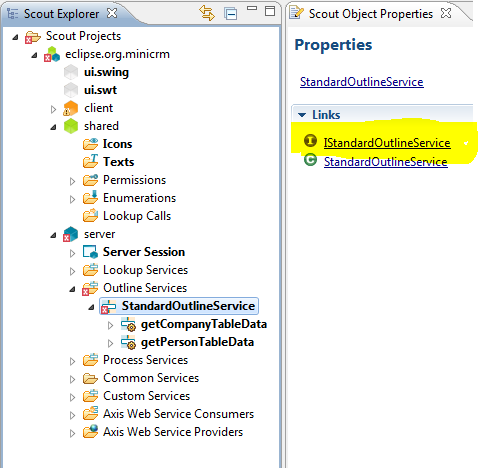 Scout Explorer
Scout Projects
eclipse.org.minicrm
ui.swing
ui.swt
client
shared
Icons
Texts
Permissions
Enumerations
Lookup Calls
server
Server Session
Lookup Services
Outline Services
StandardOutlineService
getCompanyTableData
getPersonTableData
Process Services
Common Services
Custom Services
Axis Web Service Consumers
Axis Web Service Providers
Scout Object Properties
Properties
StandardOutlineService
Links
I IStandardOutlineService
C StandardOutlineService